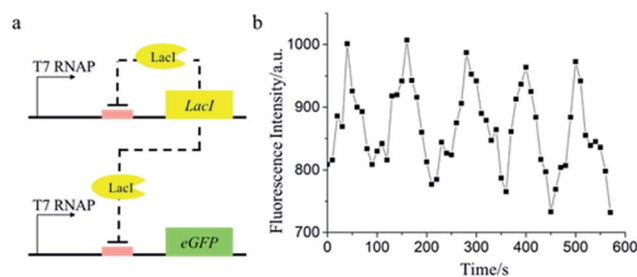 a
T7 RNAP
LacI
LacI
LacI
T7 RNAP
eGFP
b
Fluorescence Intensity/a.u.
1000
900
800
700
0 100 200 300 400 500 600
Time/s